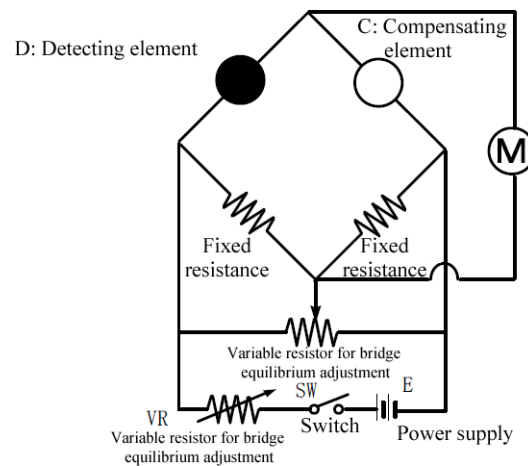 D: Detecting element
C: Compensating
element
M
Fixed
resistance
Fixed
resistance
Variable resistor for bridge
equilibrium adjustment
SW
E
VR
Switch
Power supply
Variable resistor for bridge
equilibrium adjustment